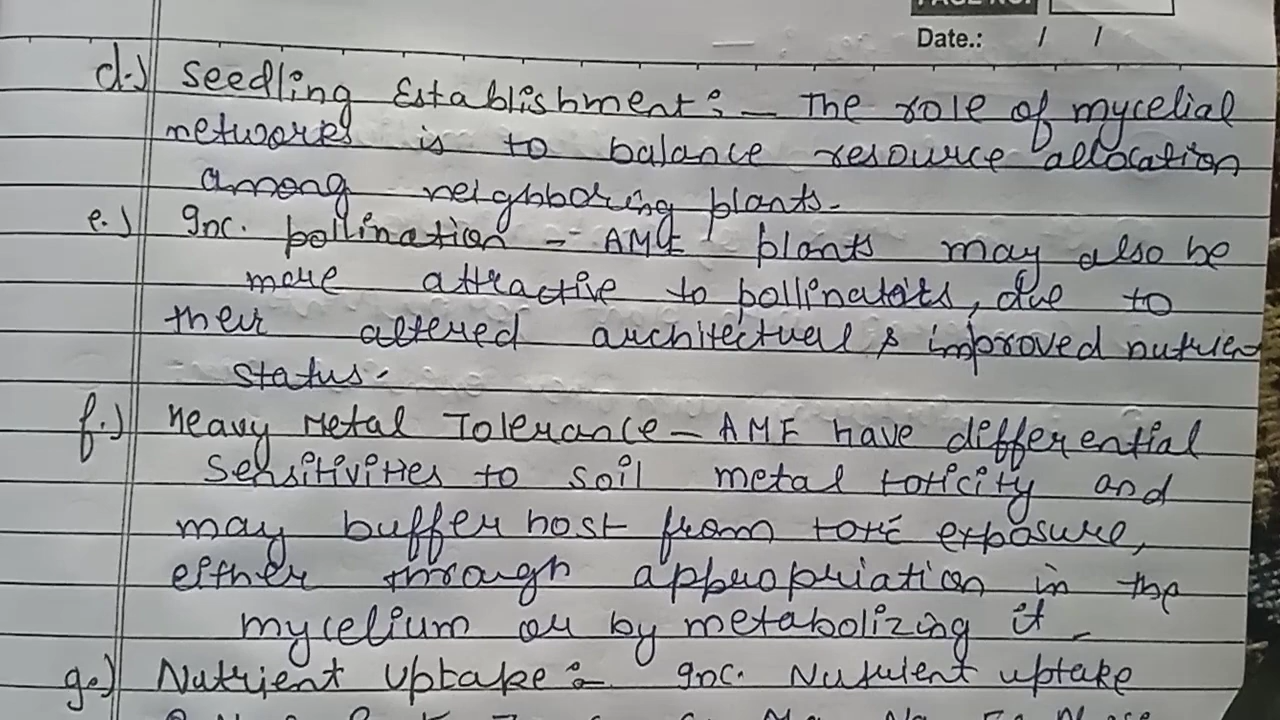 PAGE NO.
Date.: / /
d.) Seedling Establishment :- The role of mycelial
networks is to balance resource allocation
among neighboring plants.
e.) Inc. pollination - AMF plants may also be
more attractive to pollinators, due to
their altered architectural & improved nutrient
status.
f.) Heavy Metal Tolerance - AMF have differential
sensitivities to soil metal toxicity and
may buffer host from toxic exposure,
either through appropriation in the
mycelium or by metabolizing it.
g.) Nutrient Uptake :- Inc. Nutrient uptake